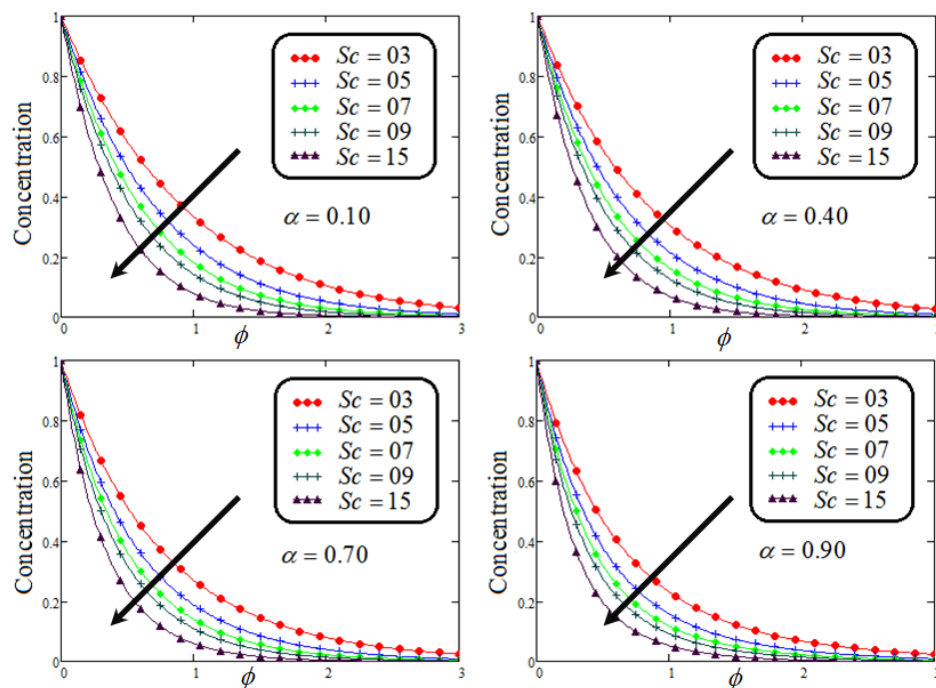 1
0.8
0.6
0.4
0.2
0
Concentration
Sc = 03
Sc = 05
Sc = 07
Sc = 09
Sc = 15
α = 0.10
0 1 2 3
ϕ
1
0.8
0.6
0.4
0.2
0
Concentration
Sc = 03
Sc = 05
Sc = 07
Sc = 09
Sc = 15
α = 0.40
0 1 2 3
ϕ
1
0.8
0.6
0.4
0.2
0
Concentration
Sc = 03
Sc = 05
Sc = 07
Sc = 09
Sc = 15
α = 0.70
0 1 2 3
ϕ
1
0.8
0.6
0.4
0.2
0
Concentration
Sc = 03
Sc = 05
Sc = 07
Sc = 09
Sc = 15
α = 0.90
0 1 2 3
ϕ